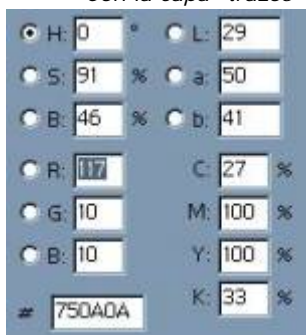 H: 0 ° L: 29
S: 91 % a: 50
B: 46 % b: 41
R: 117 C: 27 %
G: 10 M: 100 %
B: 10 Y: 100 %
# 750A0A K: 33 %